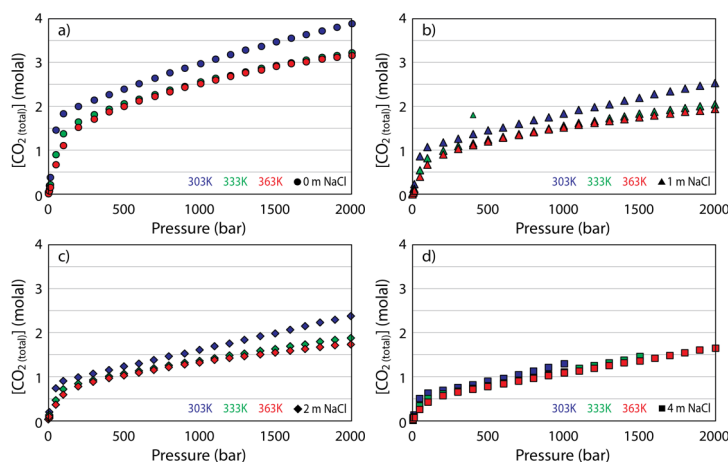 a)
[CO2 (total)] (molal)
4
3
2
1
0
303K 333K 363K ● 0 m NaCl
0 500 1000 1500 2000
Pressure (bar)
b)
[CO2 (total)] (molal)
4
3
2
1
0
303K 333K 363K ▲ 1 m NaCl
0 500 1000 1500 2000
Pressure (bar)
c)
[CO2 (total)] (molal)
4
3
2
1
0
303K 333K 363K ◆ 2 m NaCl
0 500 1000 1500 2000
Pressure (bar)
d)
[CO2 (total)] (molal)
4
3
2
1
0
303K 333K 363K ■ 4 m NaCl
0 500 1000 1500 2000
Pressure (bar)